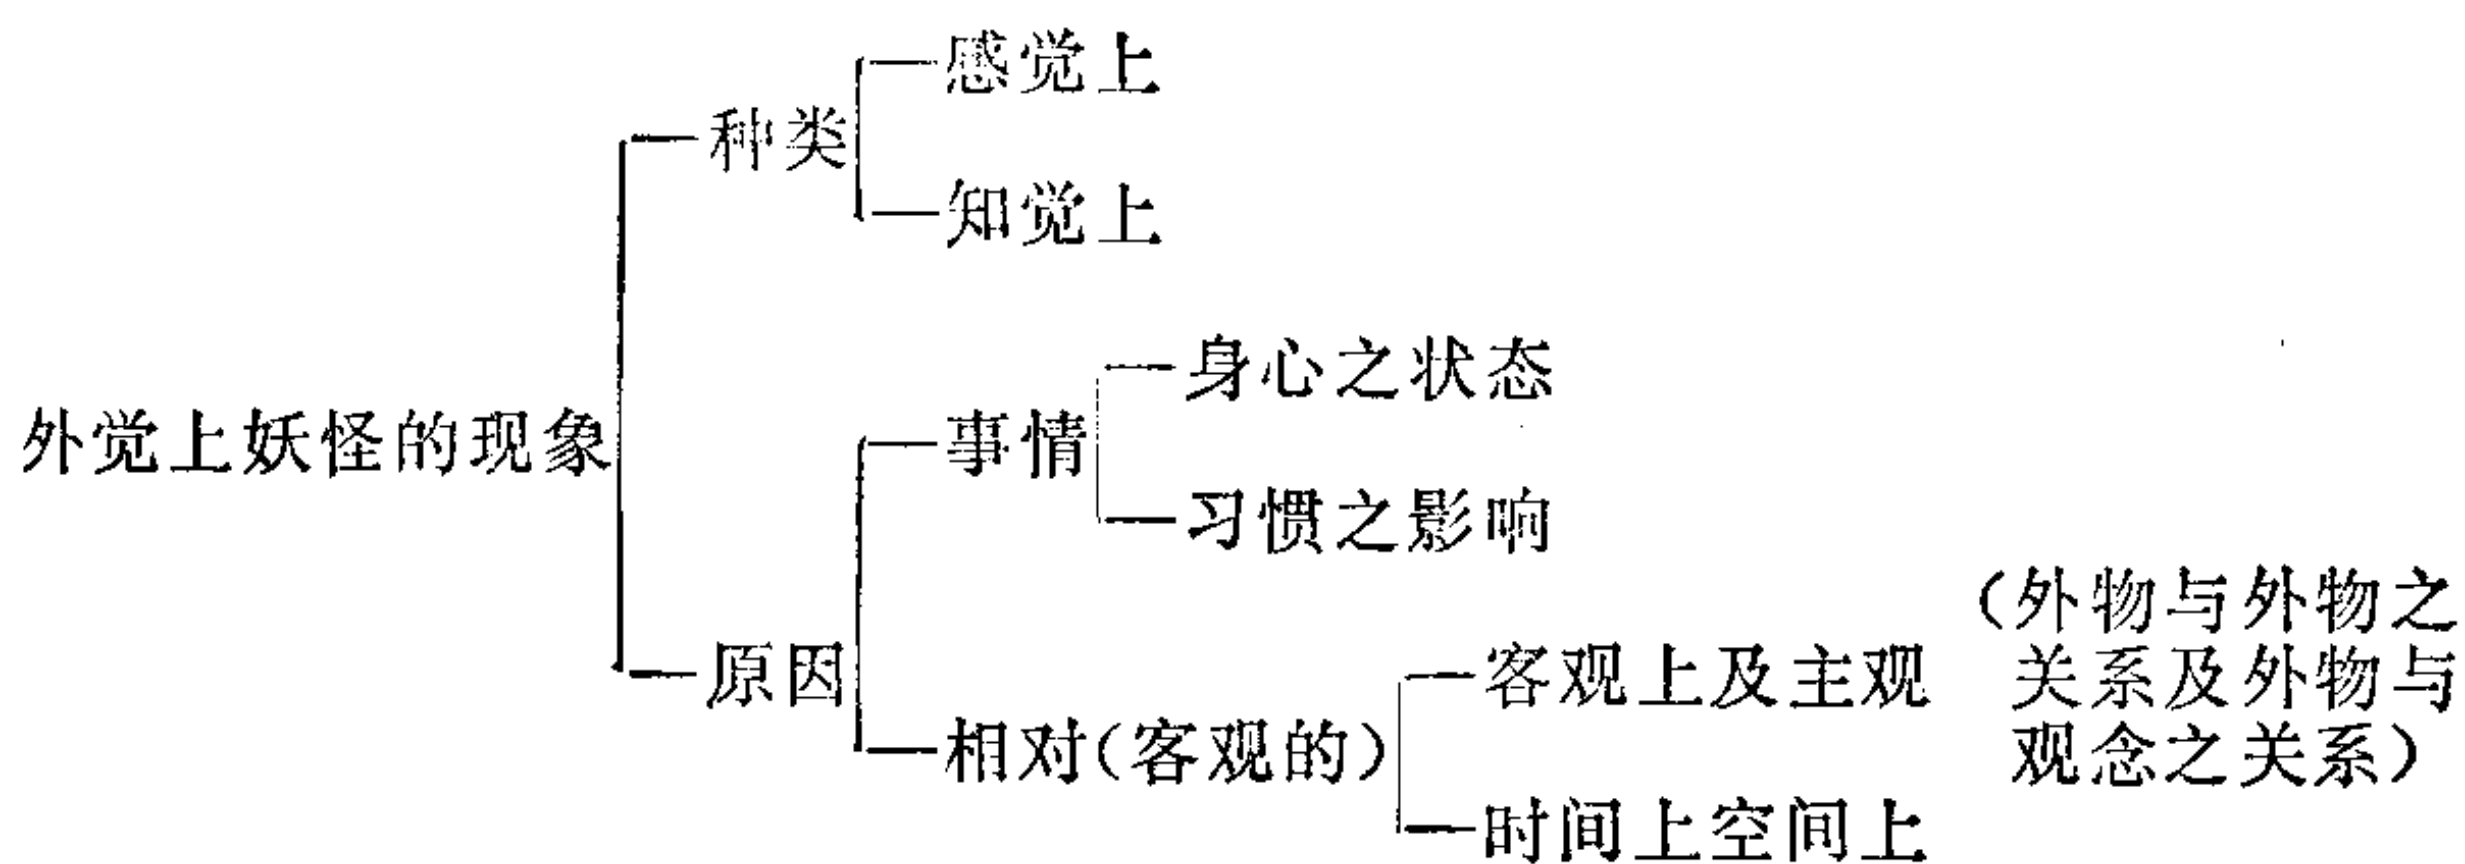 感觉上
种类
知觉上
身心之状态
外觉上妖怪的现象
事情
习惯之影响
原因
客观上及主观
(外物与外物之
关系及外物与
观念之关系)
相对(客观的)
时间上空间上